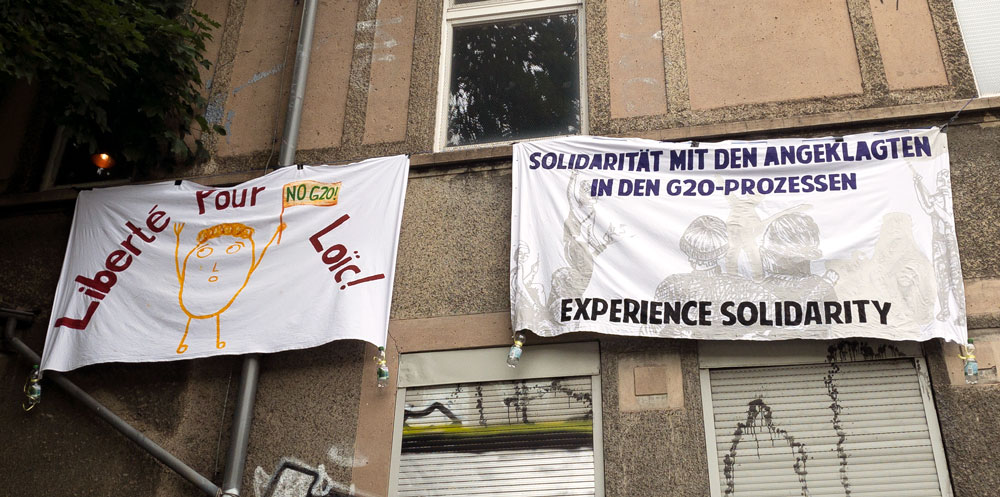 Liberté Pour Loïc!
NO G20!
SOLIDARITÄT MIT DEN ANGEKLAGTEN
IN DEN G20-PROZESSEN
EXPERIENCE SOLIDARITY